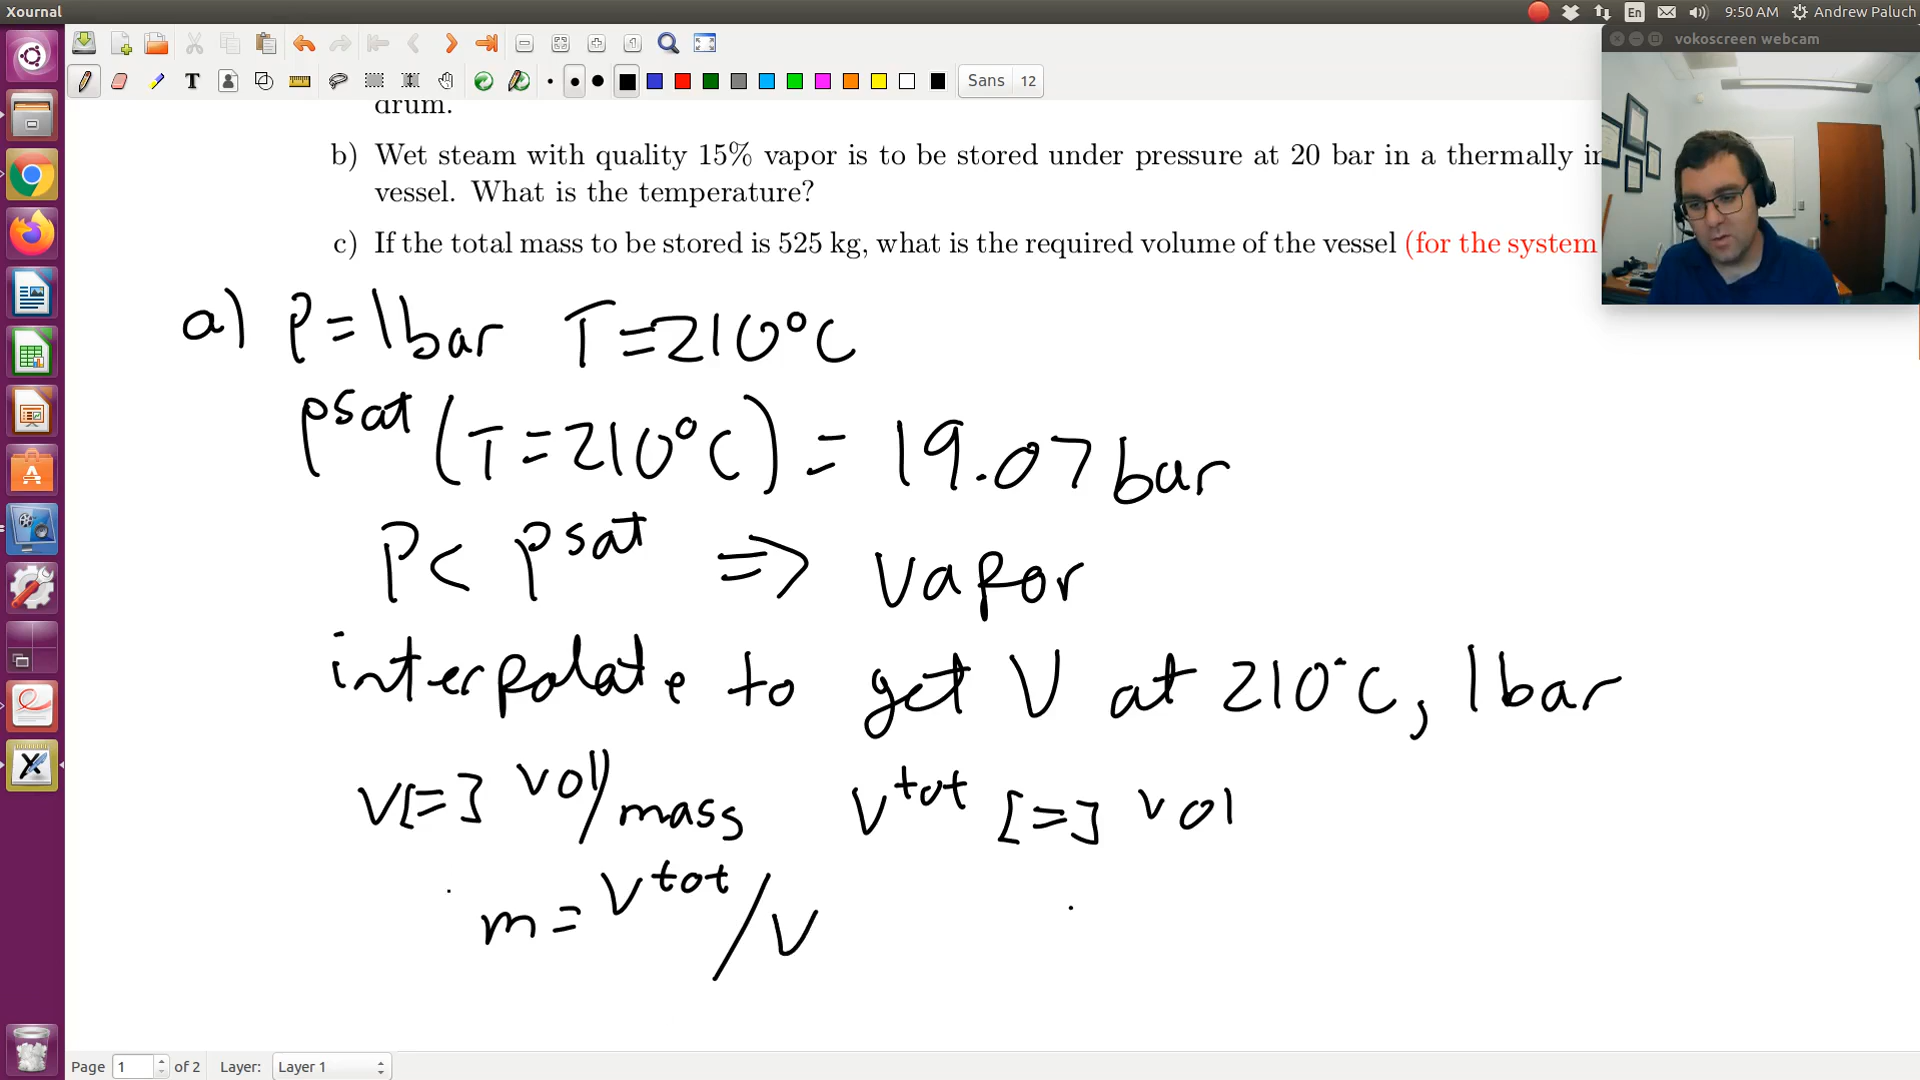 Xournal
En
9:50 AM
Andrew Paluch
vokoscreen webcam
T
Sans 12
drum.
b) Wet steam with quality 15% vapor is to be stored under pressure at 20 bar in a thermally
vessel. What is the temperature?
c) If the total mass to be stored is 525 kg, what is the required volume of the vessel (for the system
a) P=1bar T=210°C
Psat (T=210°C) = 19.07bar
P< Psat => vapor
interpolate to get V at 210°C, 1bar
V[=] vol/mass Vtot [=] vol
m=Vtot/V
Page 1 of 2 Layer: Layer 1